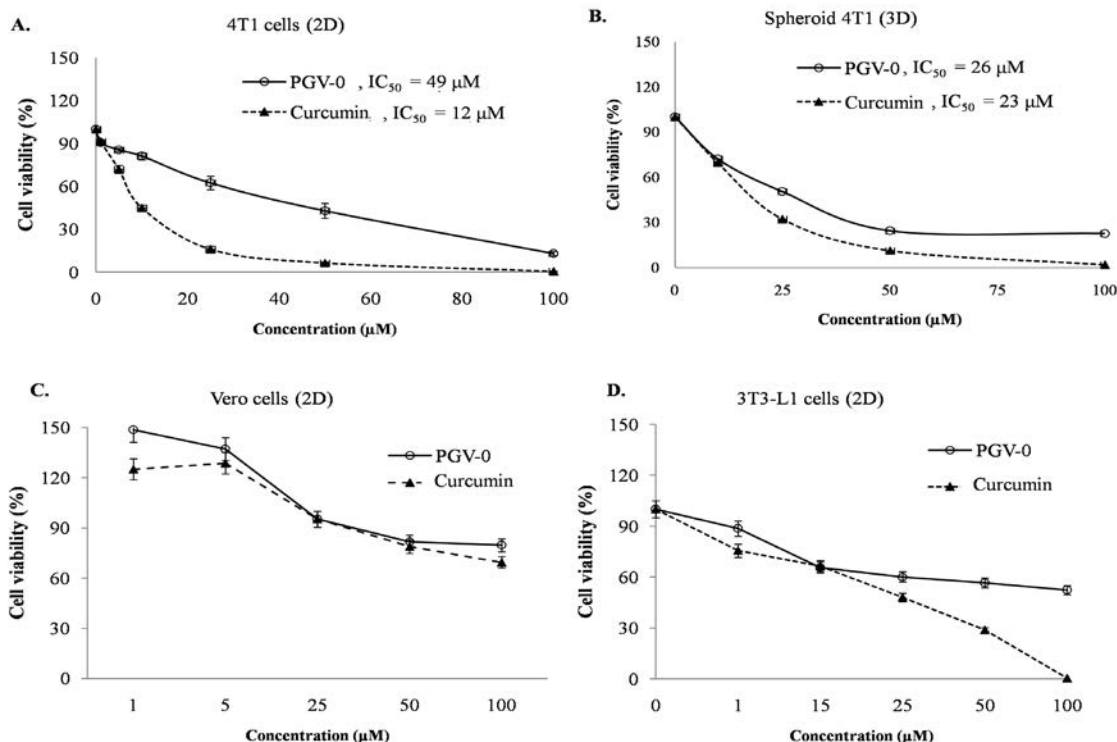 A.
4T1 cells (2D)
150
120
90
60
30
0
Cell viability (%)
PGV-0 , IC₅₀ = 49 μM
Curcumin , IC₅₀ = 12 μM
0 20 40 60 80 100
Concentration (μM)
B.
Spheroid 4T1 (3D)
150
120
90
60
30
0
Cell viability (%)
PGV-0 , IC₅₀ = 26 μM
Curcumin , IC₅₀ = 23 μM
0 25 50 75 100
Concentration (μM)
C.
Vero cells (2D)
150
120
90
60
30
0
Cell viability (%)
PGV-0
Curcumin
1 5 25 50 100
Concentration (μM)
D.
3T3-L1 cells (2D)
150
120
90
60
30
0
Cell viability (%)
PGV-0
Curcumin
0 1 15 25 50 100
Concentration (μM)